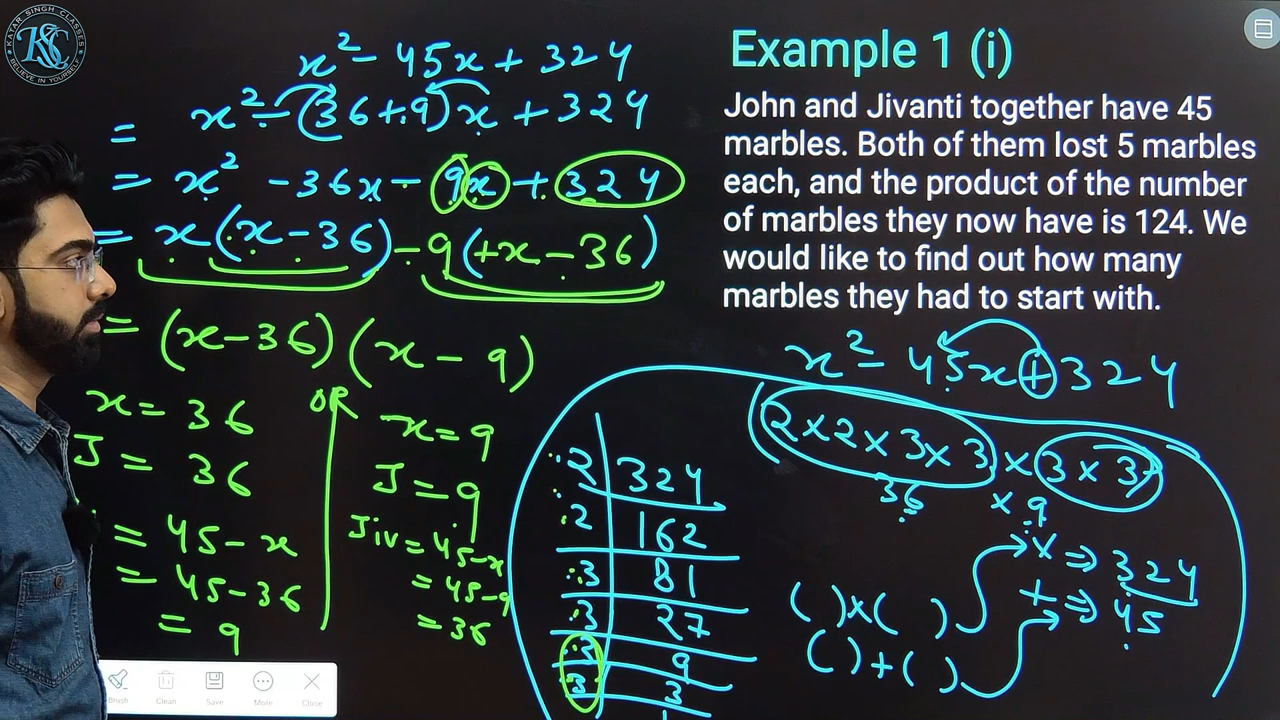 KATAR SINGH CLASSES
KSC
BELIEVE IN YOURSELF
x² - 45x + 324
= x² - (36+9)x + 324
= x² - 36x - 9x + 324
= x(x - 36) - 9(+x - 36)
= (x - 36)(x - 9)
x = 36
J = 36
= 45 - x
= 45 - 36
= 9
OR
x = 9
J = 9
Jiv = 45 - x
= 45 - 9
= 36
Example 1 (i)
John and Jivanti together have 45
marbles. Both of them lost 5 marbles
each, and the product of the number
of marbles they now have is 124. We
would like to find out how many
marbles they had to start with.
x² - 45x + 324
(2×2×3×3) × (3×3)
36 × 9
2 324
2 162
3 81
3 27
3 9
3 3
1
( )×( ) × ⇒ 324
( )+( ) + ⇒ 45
Brush Clean Save More Close